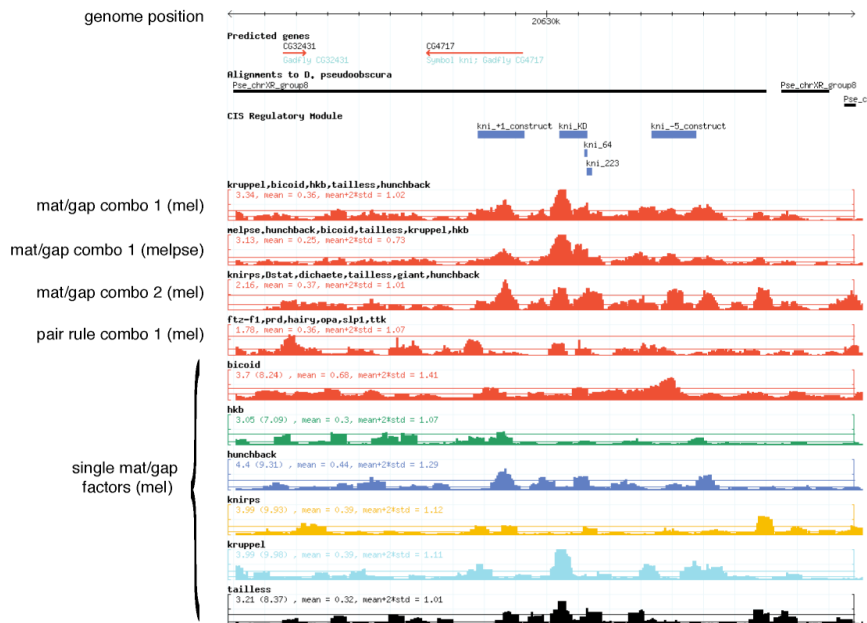 genome position
20630k
Predicted genes
CG32431 CG4717
Gadfly CG32431 Symbol kni; Gadfly CG4717
Alignments to D. pseudoobscura
Pse_chrXR_group8 Pse_chrXR_group8
Pse_c
CIS Regulatory Module
kni_+1_construct kni_KD kni_-5_construct
kni_64
kni_223
kruppel,bicoid,hkb,tailless,hunchback
mat/gap combo 1 (mel)
3.34, mean = 0.36, mean+2*std = 1.02
melpse.hunchback,bicoid,tailless,kruppel,hkb
mat/gap combo 1 (melpse)
3.13, mean = 0.25, mean+2*std = 0.73
knirps,Dstat,dichaete,tailless,giant,hunchback
mat/gap combo 2 (mel)
2.16, mean = 0.37, mean+2*std = 1.01
ftz-f1,prd,hairy,opa,slp1,ttk
pair rule combo 1 (mel)
1.78, mean = 0.36, mean+2*std = 1.07
bicoid
3.7 (8.24) , mean = 0.68, mean+2*std = 1.41
hkb
3.05 (7.09) , mean = 0.3, mean+2*std = 1.07
single mat/gap
factors (mel)
hunchback
4.4 (9.31) , mean = 0.44, mean+2*std = 1.29
knirps
3.99 (9.93) , mean = 0.39, mean+2*std = 1.12
kruppel
3.99 (9.98) , mean = 0.39, mean+2*std = 1.11
tailless
3.21 (8.37) , mean = 0.32, mean+2*std = 1.01